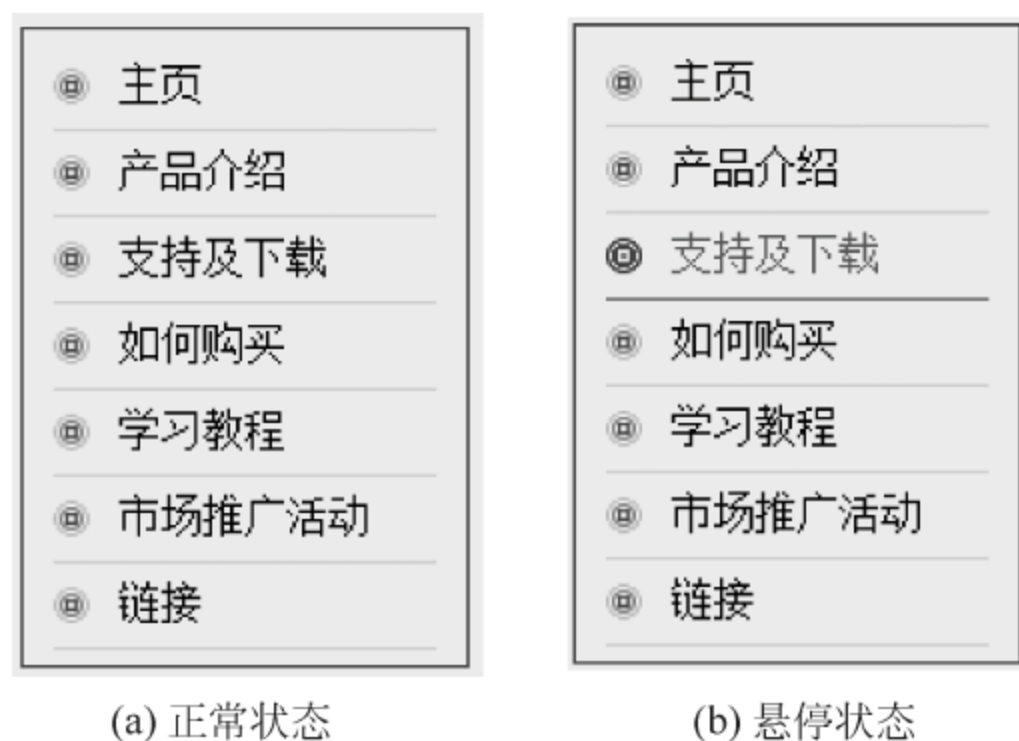 主页
产品介绍
支持及下载
如何购买
学习教程
市场推广活动
链接
(a) 正常状态
主页
产品介绍
支持及下载
如何购买
学习教程
市场推广活动
链接
(b) 悬停状态